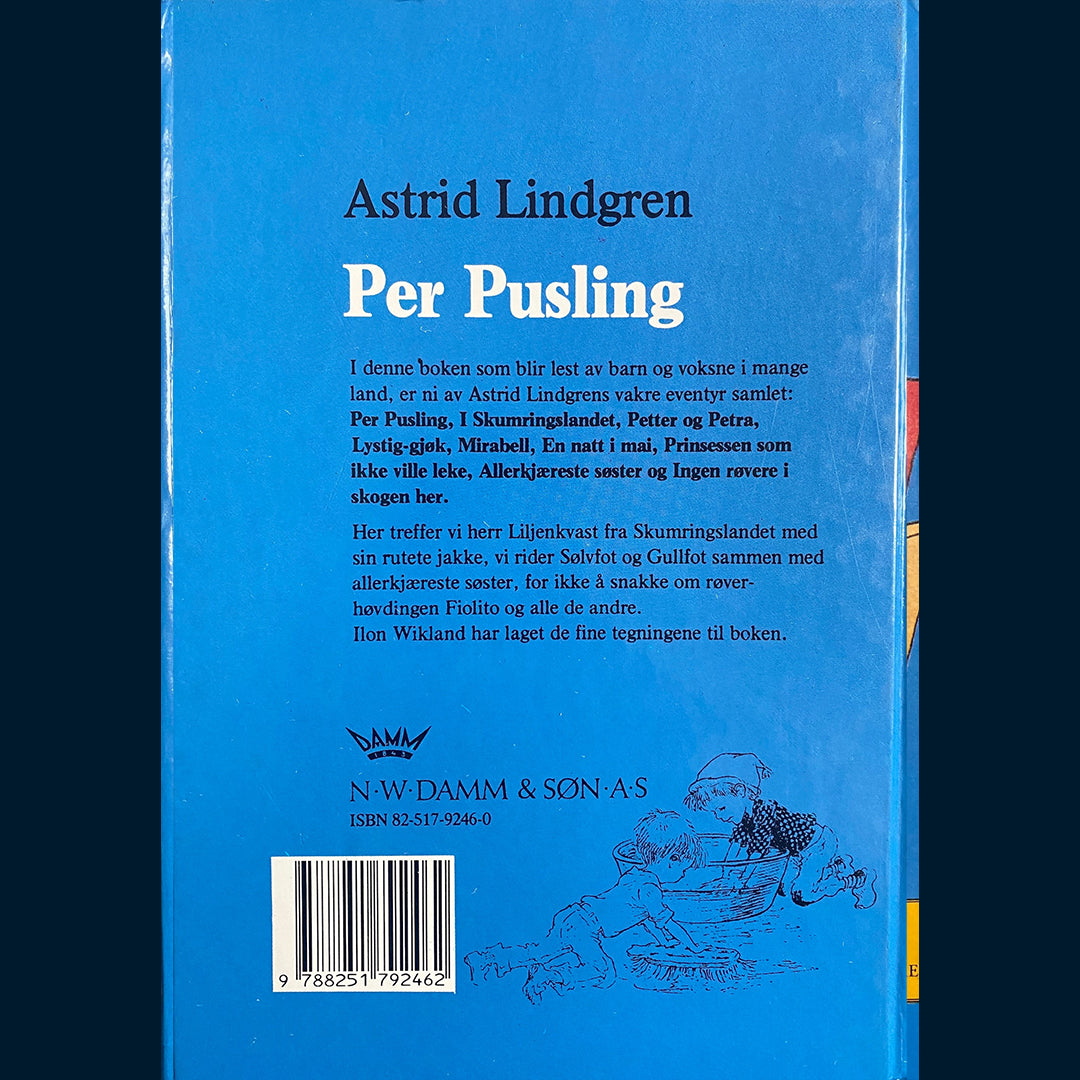 Astrid Lindgren
Per Pusling
I denne boken som blir lest av barn og voksne i mange
land, er ni av Astrid Lindgrens vakre eventyr samlet:
Per Pusling, I Skumringslandet, Petter og Petra,
Lystig-gjøk, Mirabell, En natt i mai, Prinsessen som
ikke ville leke, Allerkjæreste søster og Ingen røvere i
skogen her.
Her treffer vi herr Liljenkvast fra Skumringslandet med
sin rutete jakke, vi rider Sølvfot og Gullfot sammen med
allerkjæreste søster, for ikke å snakke om røver-
høvdingen Fiolito og alle de andre.
Ilon Wikland har laget de fine tegningene til boken.
DAMM
1843
N·W·DAMM & SØN·A·S
ISBN 82-517-9246-0
9 788251 792462
E